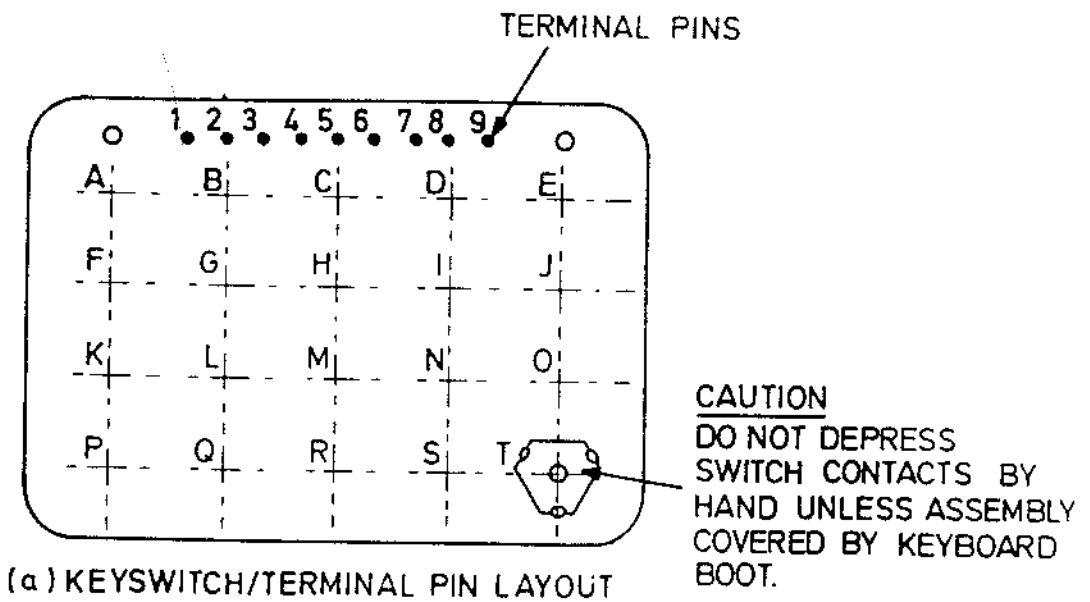 TERMINAL PINS
1 2 3 4 5 6 7 8 9
A B C D E
F G H I J
K L M N O
P Q R S T
CAUTION
DO NOT DEPRESS
SWITCH CONTACTS BY
HAND UNLESS ASSEMBLY
COVERED BY KEYBOARD
BOOT.
(a) KEYSWITCH/TERMINAL PIN LAYOUT